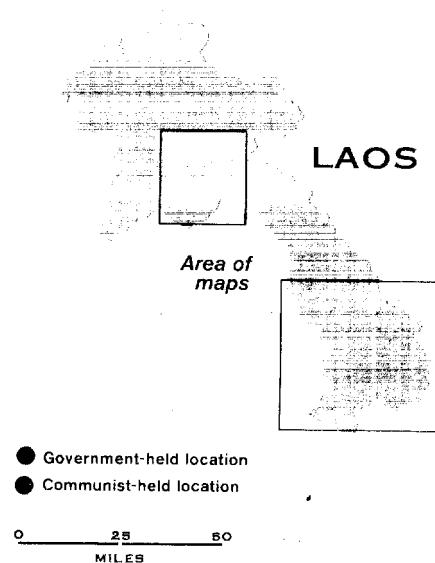 LAOS
Area of
maps
Government-held location
Communist-held location
0 25 50
MILES